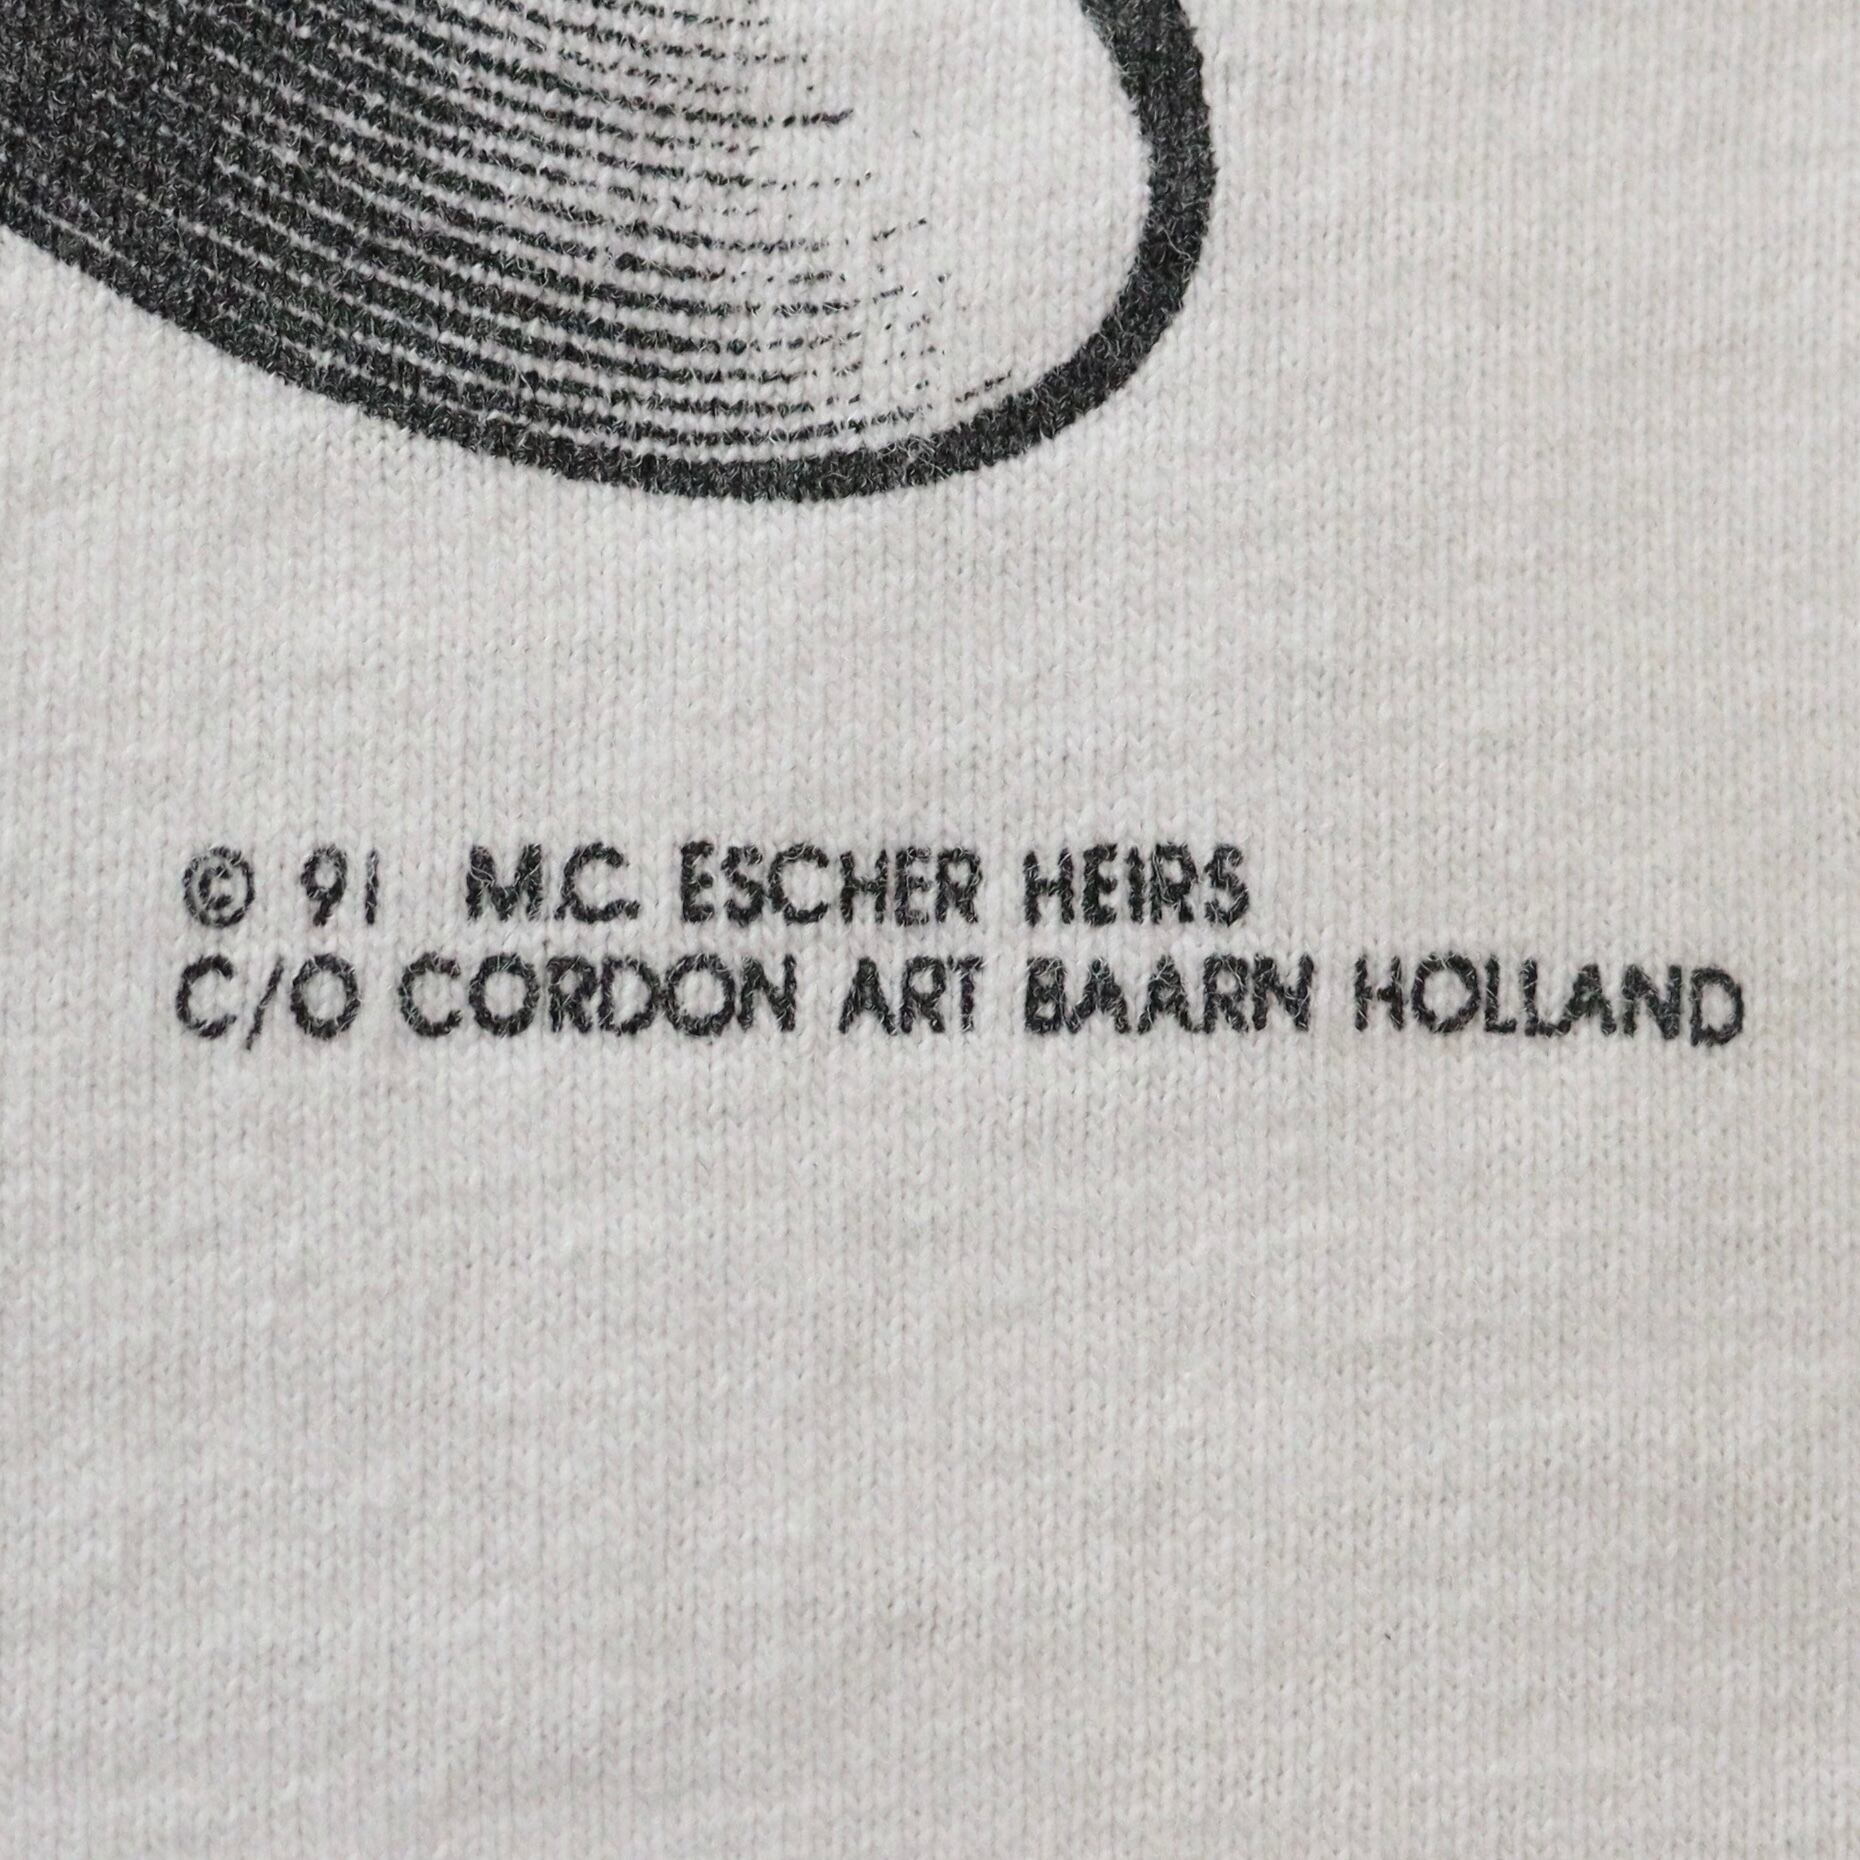 © 91 M.C. ESCHER HEIRS
C/O CORDON ART BAARN HOLLAND